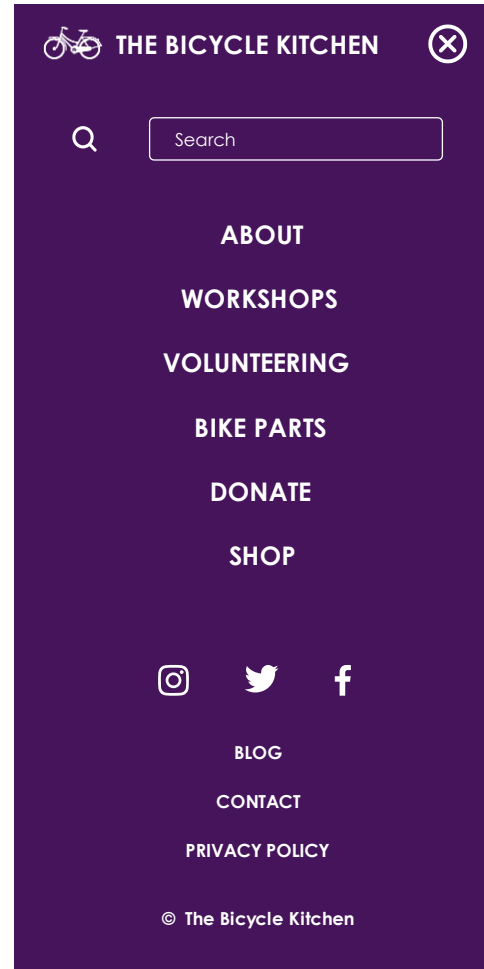 THE BICYCLE KITCHEN
Search
ABOUT
WORKSHOPS
VOLUNTEERING
BIKE PARTS
DONATE
SHOP
BLOG
CONTACT
PRIVACY POLICY
© The Bicycle Kitchen